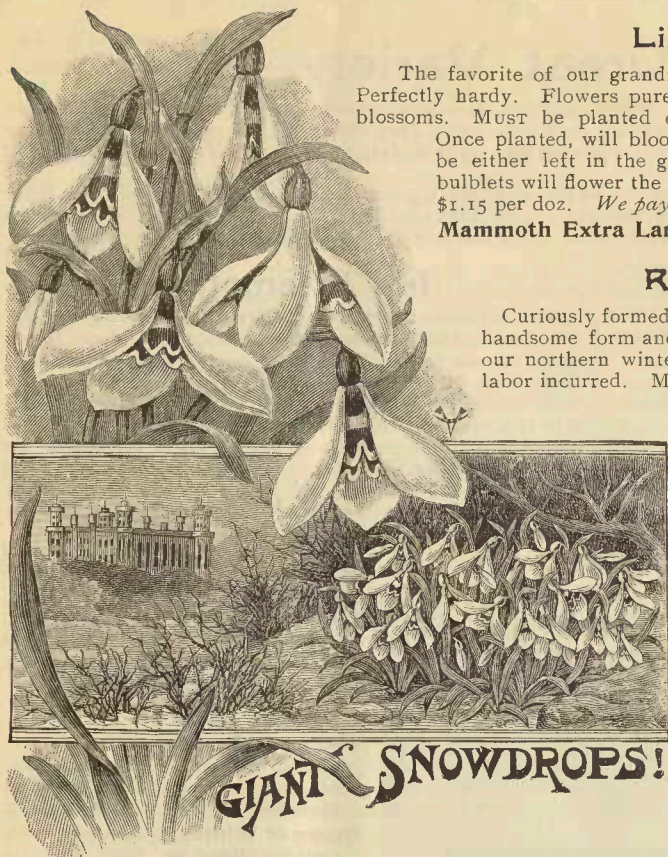 Li
The favorite of our grand
Perfectly hardy. Flowers pure
blossoms. MUST be planted
Once planted, will bloo
be either left in the g
bulblets will flower the
$1.15 per doz. We pay
Mammoth Extra Lar
R
Curiously formed
handsome form and
our northern winte
labor incurred. M
GIANT SNOWDROPS!